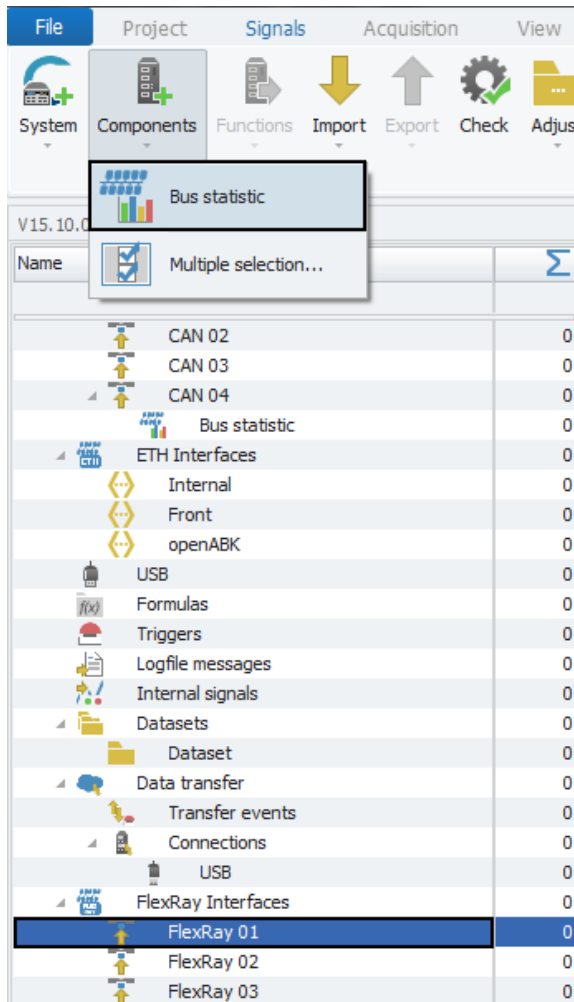 File Project Signals Acquisition View
System Components Functions Import Export Check Adjus
Bus statistic
V15.10.0
Multiple selection...
Name Σ
CAN 02 0
CAN 03 0
CAN 04 0
Bus statistic 0
ETH Interfaces 0
Internal 0
Front 0
openABK 0
USB 0
f(x) Formulas 0
Triggers 0
Logfile messages 0
Internal signals 0
Datasets 0
Dataset 0
Data transfer 0
Transfer events 0
Connections 0
USB 0
FlexRay Interfaces 0
FlexRay 01 0
FlexRay 02 0
FlexRay 03 0